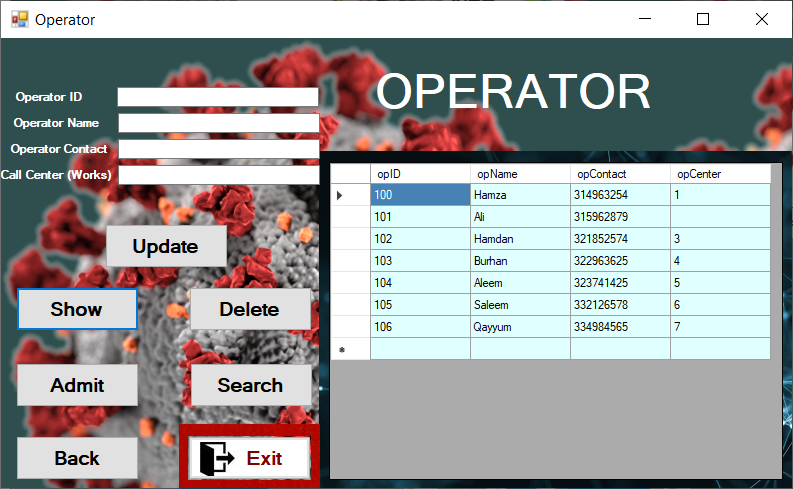 Operator
OPERATOR
Operator ID
Operator Name
Operator Contact
Call Center (Works)
Update
Show Delete
Admit Search
Back Exit
opID opName opContact opCenter
100 Hamza 314963254 1
101 Ali 315962879
102 Hamdan 321852574 3
103 Burhan 322963625 4
104 Aleem 323741425 5
105 Saleem 332126578 6
106 Qayyum 334984565 7